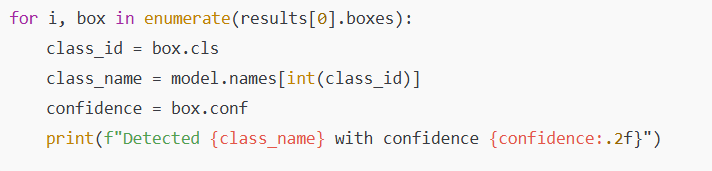 for i, box in enumerate(results[0].boxes):
    class_id = box.cls
    class_name = model.names[int(class_id)]
    confidence = box.conf
    print(f"Detected {class_name} with confidence {confidence:.2f}")